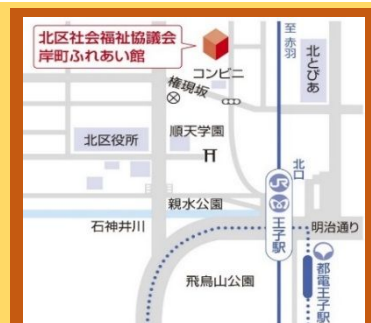 北区社会福祉協議会
岸町ふれあい館
コンビニ
権現坂
至 赤羽
北とぴあ
北区役所
順天学園
北口
JR
王子駅
親水公園
石神井川
明治通り
飛鳥山公園
都電王子駅